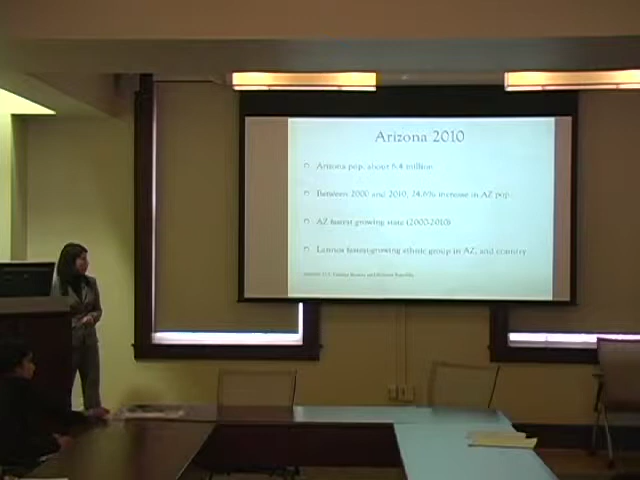 Arizona 2010
Arizona pop. about 6.4 million
Between 2000 and 2010, 24.6% increase in AZ pop.
AZ fastest growing state (2000-2010)
Latinos fastest-growing ethnic group in AZ, and country